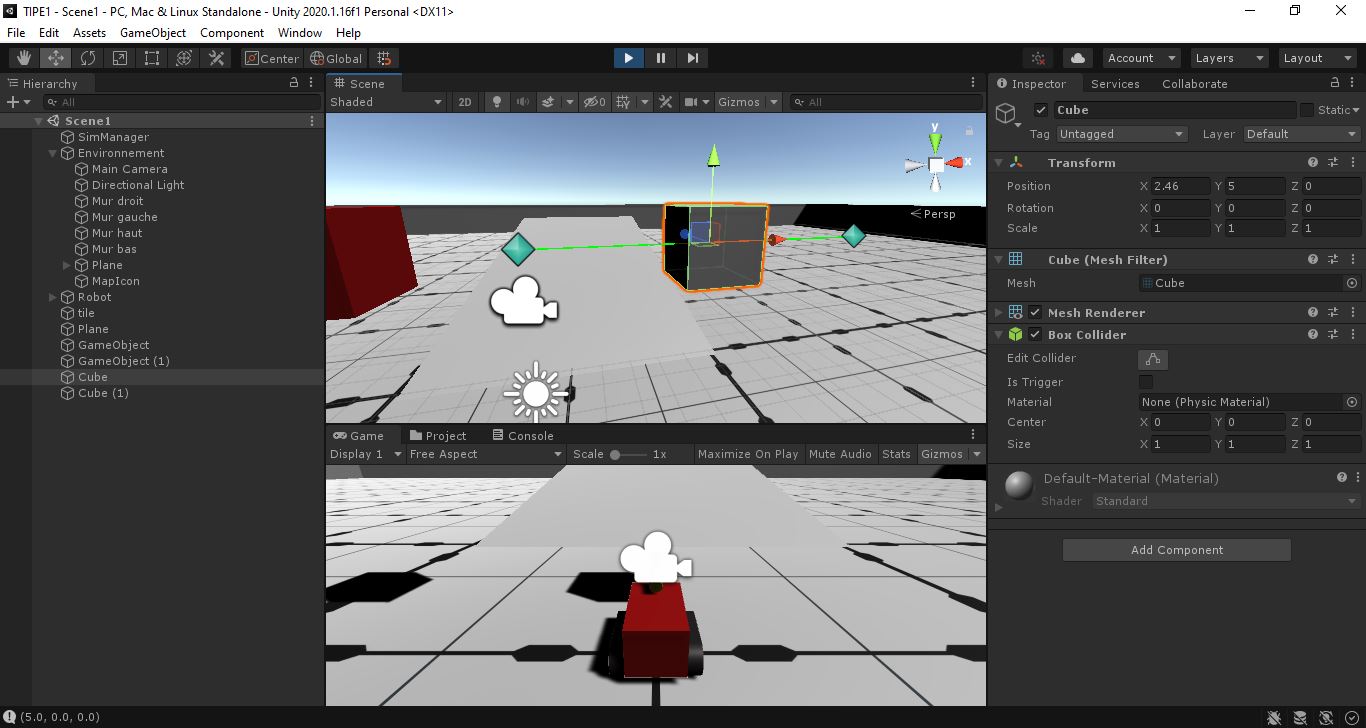 TIPE1 - Scene1 - PC, Mac & Linux Standalone - Unity 2020.1.16f1 Personal <DX11>
File Edit Assets GameObject Component Window Help
Center Global Account Layers Layout
Hierarchy
All
Scene1
SimManager
Environnement
Main Camera
Directional Light
Mur droit
Mur gauche
Mur haut
Mur bas
Plane
MapIcon
Robot
tile
Plane
GameObject
GameObject (1)
Cube
Cube (1)
Scene
Shaded 2D 0 Gizmos All
y
x
Persp
Game Project Console
Display 1 Free Aspect Scale 1x Maximize On Play Mute Audio Stats Gizmos
Inspector Services Collaborate
Cube Static
Tag Untagged Layer Default
Transform
Position X 2.46 Y 5 Z 0
Rotation X 0 Y 0 Z 0
Scale X 1 Y 1 Z 1
Cube (Mesh Filter)
Mesh Cube
Mesh Renderer
Box Collider
Edit Collider
Is Trigger
Material None (Physic Material)
Center X 0 Y 0 Z 0
Size X 1 Y 1 Z 1
Default-Material (Material)
Shader Standard
Add Component
(5.0, 0.0, 0.0)